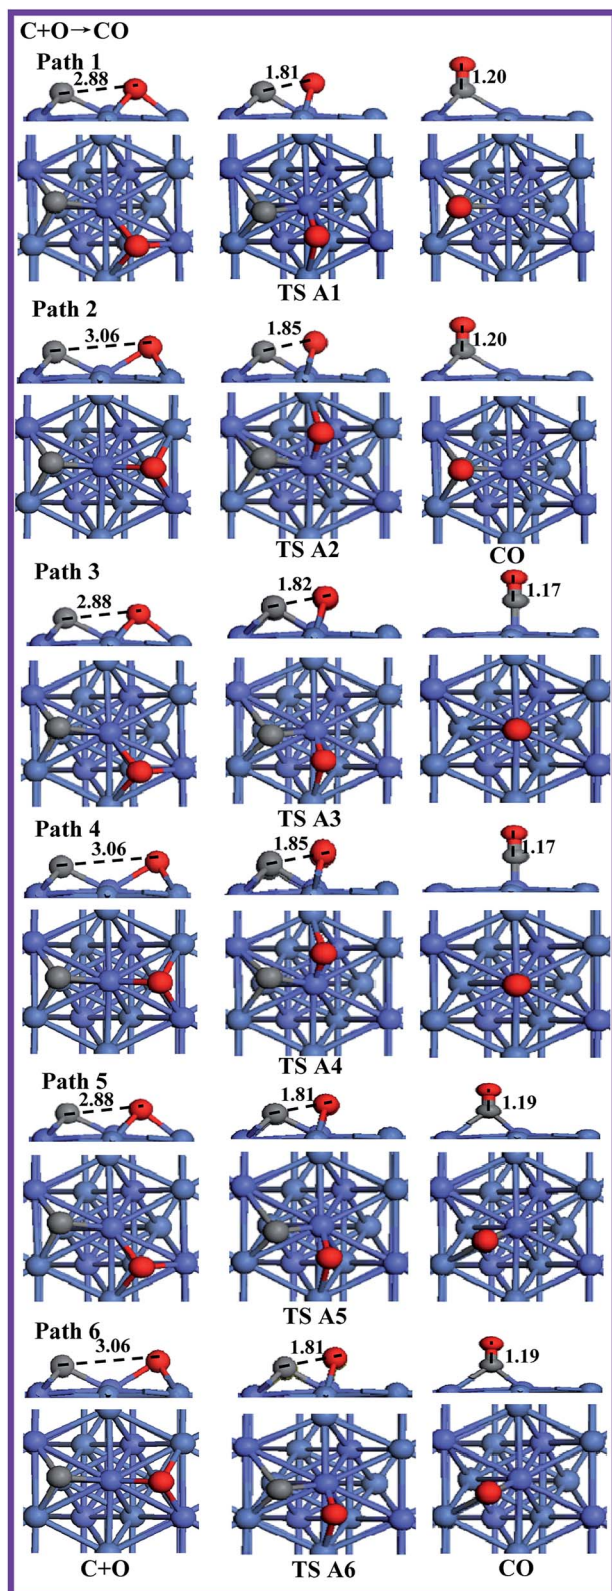 C+O→CO
Path 1
2.88
1.81
1.20
TS A1
Path 2
3.06
1.85
1.20
TS A2
CO
Path 3
2.88
1.82
1.17
TS A3
Path 4
3.06
1.85
1.17
TS A4
Path 5
2.88
1.81
1.19
TS A5
Path 6
3.06
1.81
1.19
C+O
TS A6
CO